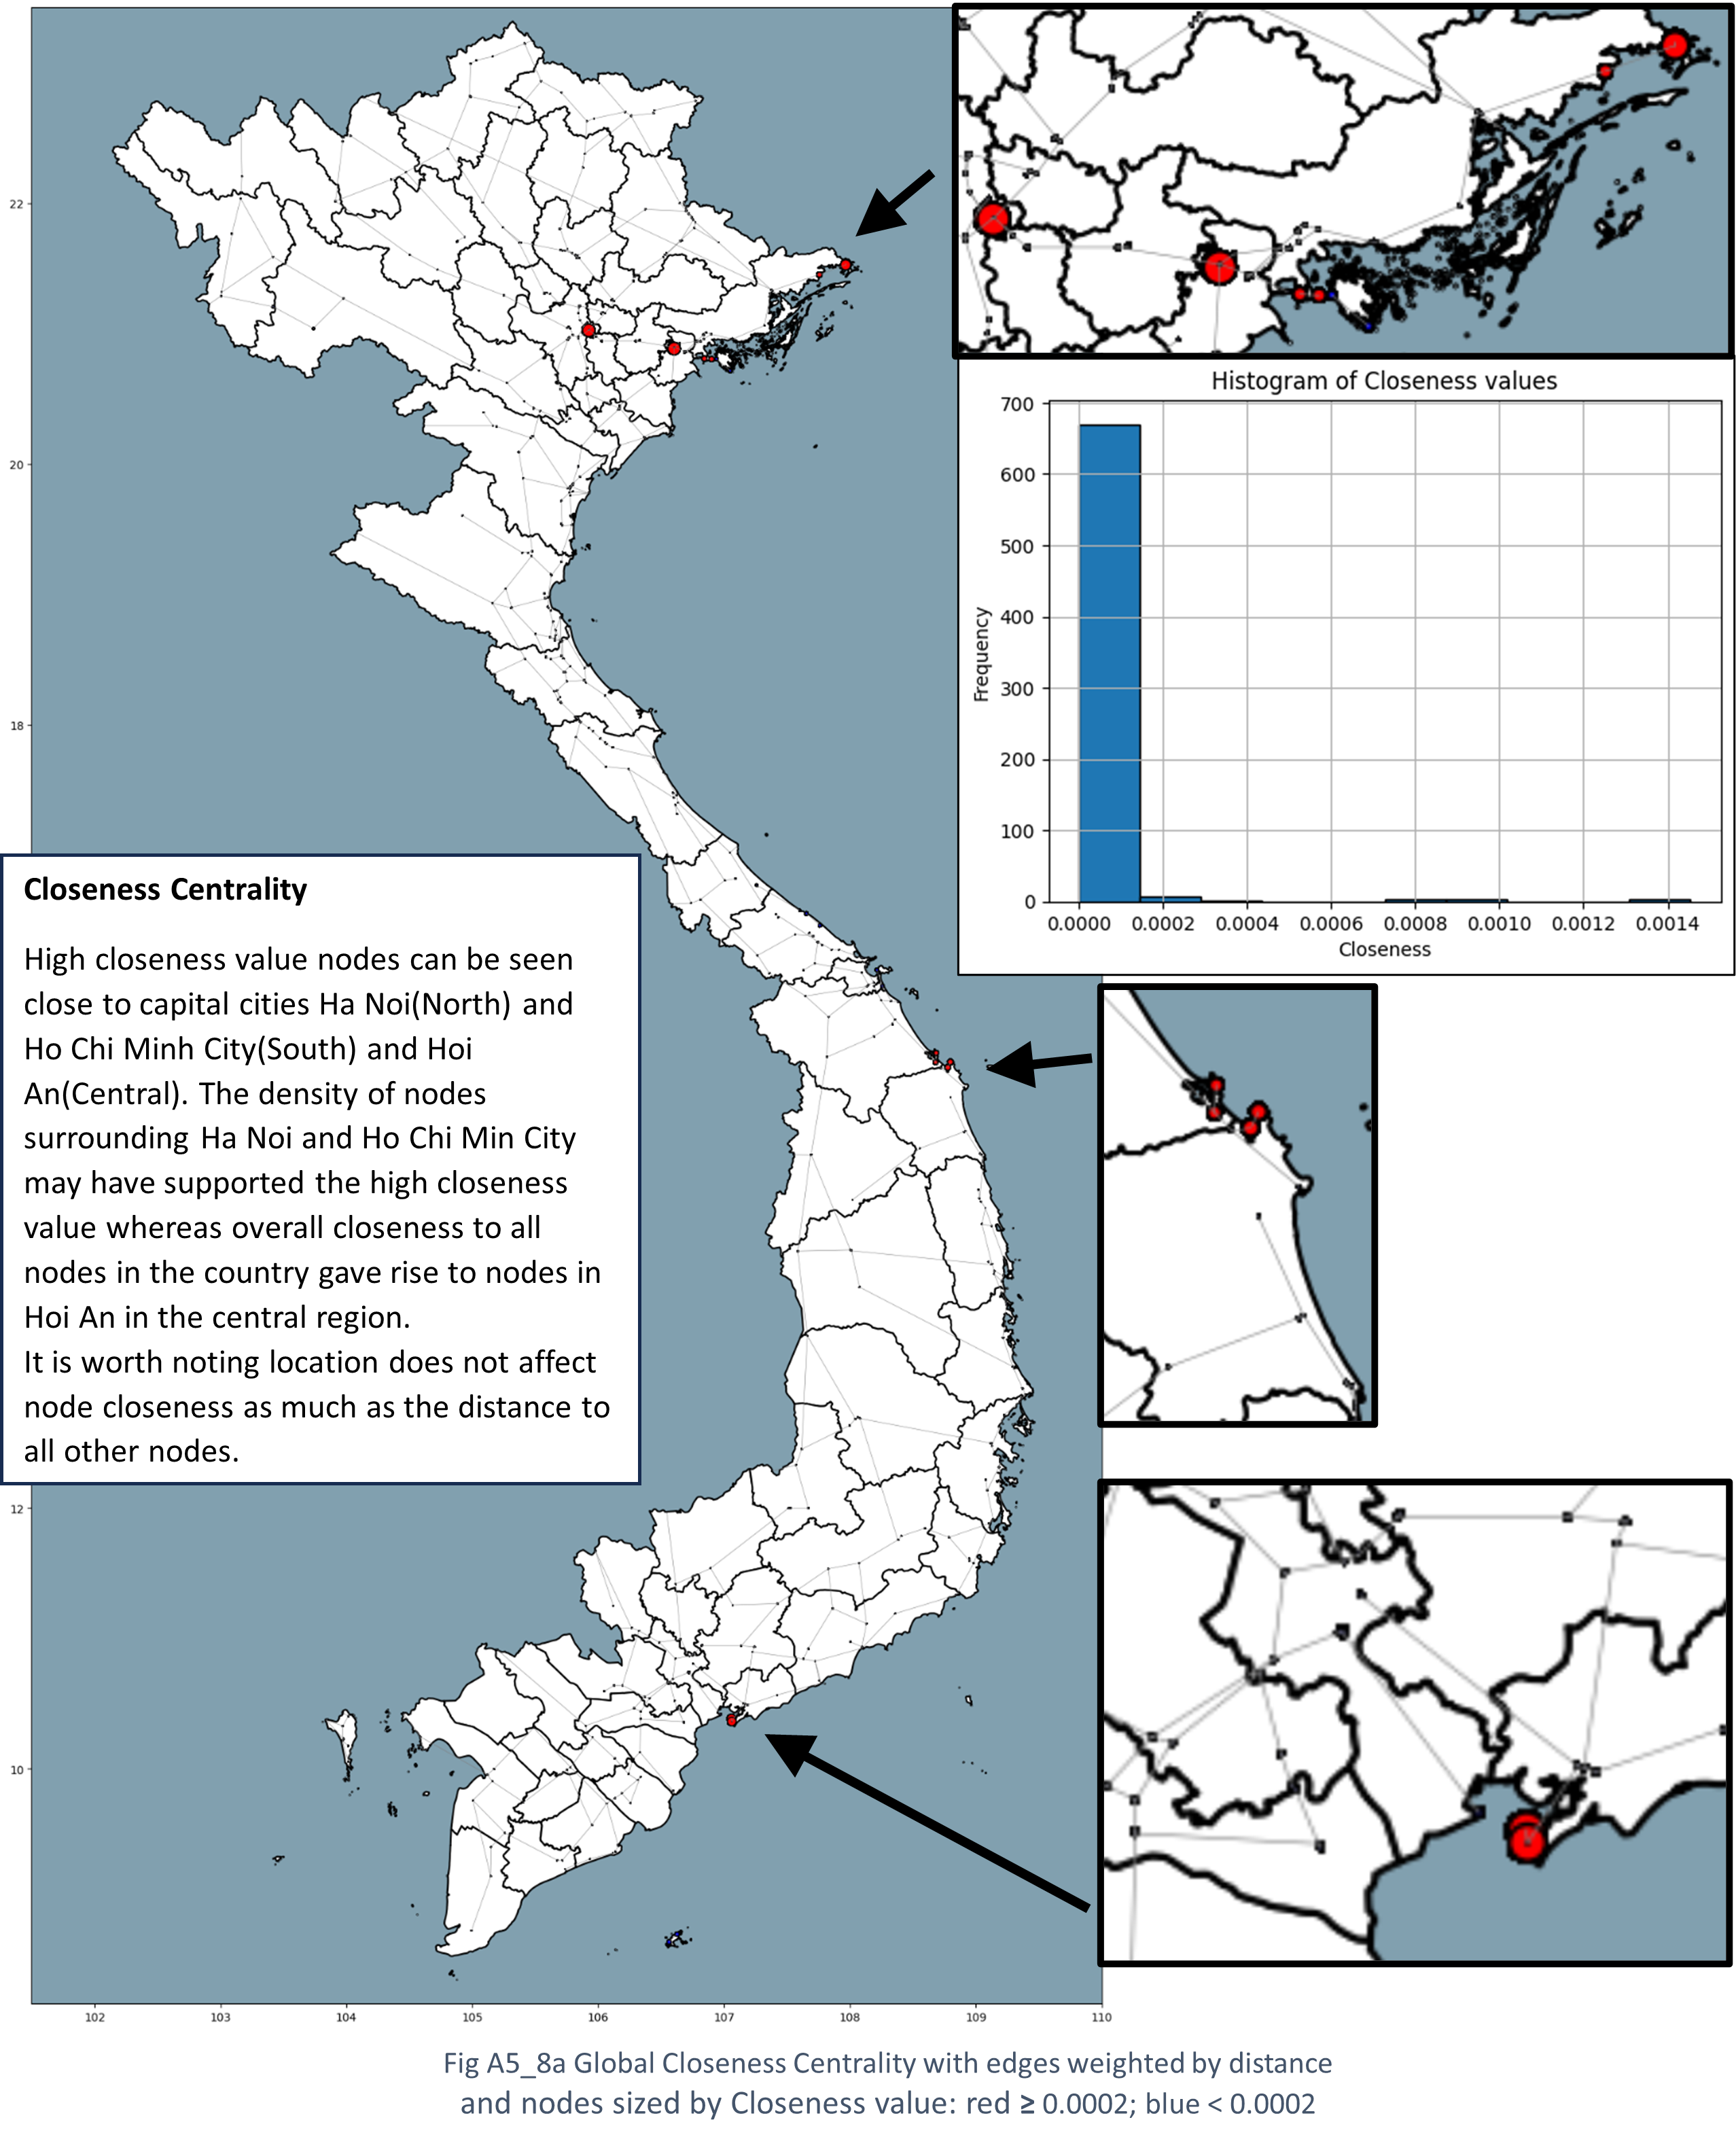 Histogram of Closeness values
700
600
500
400
300
200
100
0
Frequency
0.0000 0.0002 0.0004 0.0006 0.0008 0.0010 0.0012 0.0014
Closeness
22
20
18
Closeness Centrality
High closeness value nodes can be seen
close to capital cities Ha Noi(North) and
Ho Chi Minh City(South) and Hoi
An(Central). The density of nodes
surrounding Ha Noi and Ho Chi Min City
may have supported the high closeness
value whereas overall closeness to all
nodes in the country gave rise to nodes in
Hoi An in the central region.
It is worth noting location does not affect
node closeness as much as the distance to
all other nodes.
12
10
102 103 104 105 106 107 108 109 110
Fig A5_8a Global Closeness Centrality with edges weighted by distance
and nodes sized by Closeness value: red ≥ 0.0002; blue < 0.0002